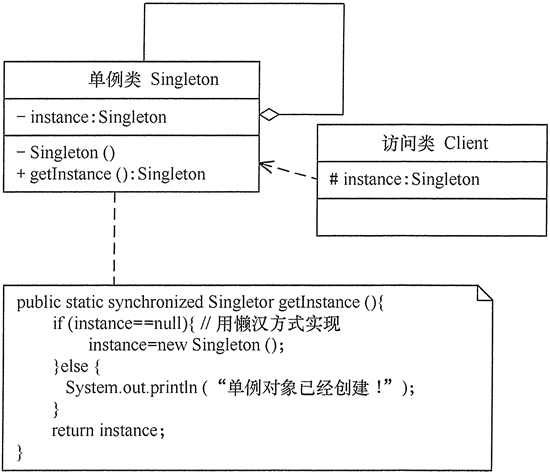 单例类 Singleton
- instance:Singleton
- Singleton ()
+ getInstance ():Singleton
访问类 Client
# instance:Singleton
public static synchronized Singletor getInstance (){
if (instance==null){ // 用懒汉方式实现
instance=new Singleton ();
}else {
System.out.println (“单例对象已经创建！”);
}
return instance;
}